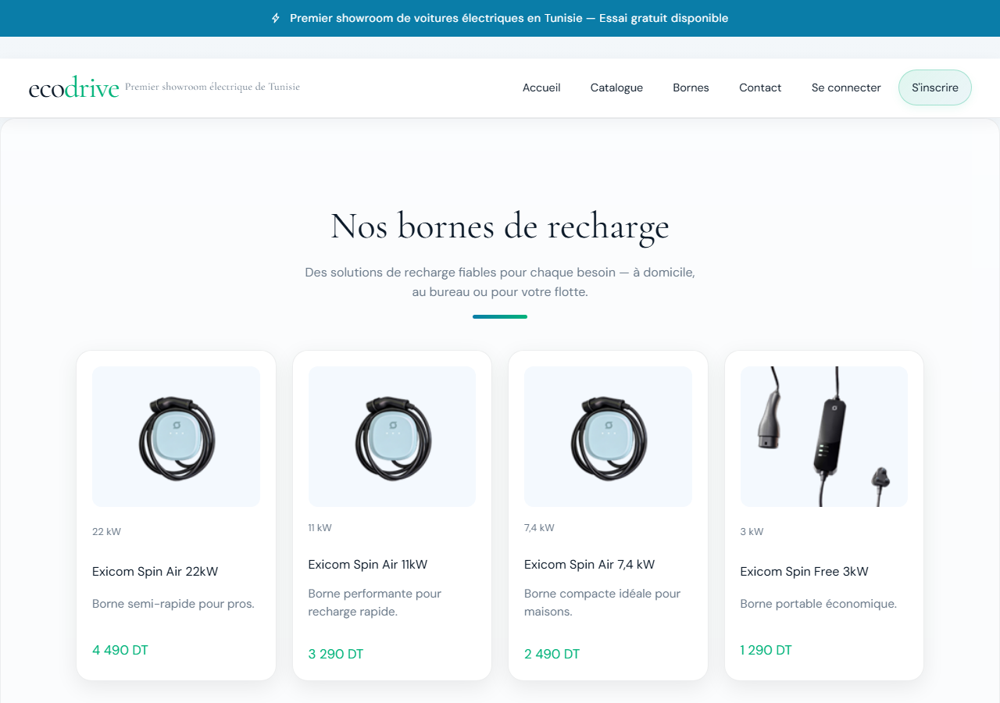 Premier showroom de voitures électriques en Tunisie — Essai gratuit disponible
ecodrive Premier showroom électrique de Tunisie
Accueil Catalogue Bornes Contact Se connecter S'inscrire
Nos bornes de recharge
Des solutions de recharge fiables pour chaque besoin — à domicile,
au bureau ou pour votre flotte.
22 kW
Exicom Spin Air 22kW
Borne semi-rapide pour pros.
4 490 DT
11 kW
Exicom Spin Air 11kW
Borne performante pour
recharge rapide.
3 290 DT
7,4 kW
Exicom Spin Air 7,4 kW
Borne compacte idéale pour
maisons.
2 490 DT
3 kW
Exicom Spin Free 3kW
Borne portable économique.
1 290 DT